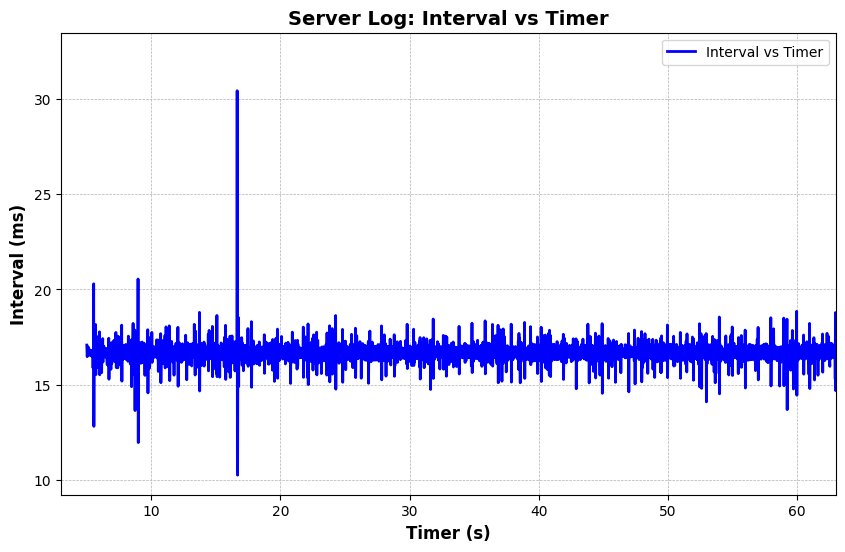 Server Log: Interval vs Timer
Interval vs Timer
30
25
20
15
10
Interval (ms)
10 20 30 40 50 60
Timer (s)